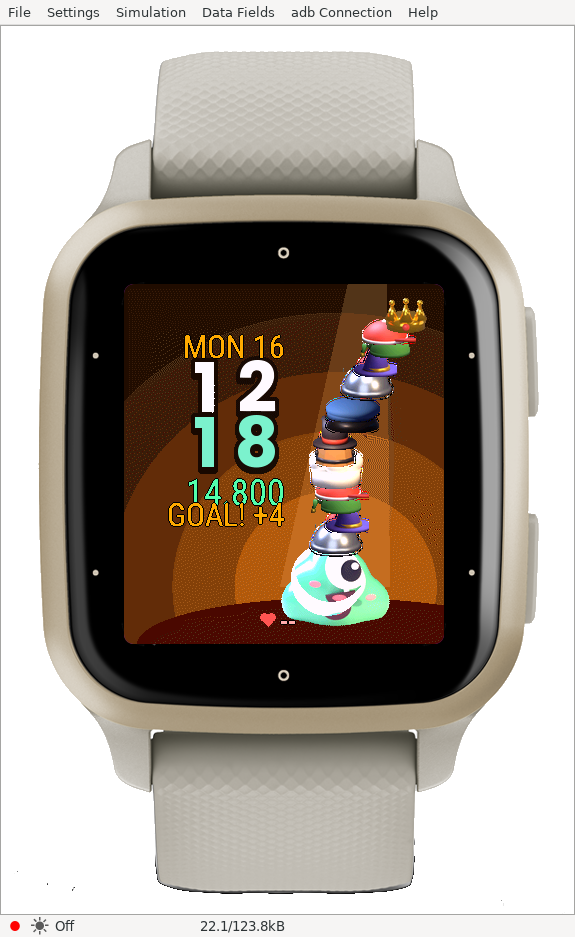 File Settings Simulation Data Fields adb Connection Help
MON 16
12
18
14,800
GOAL! +4
--
Off 22.1/123.8kB